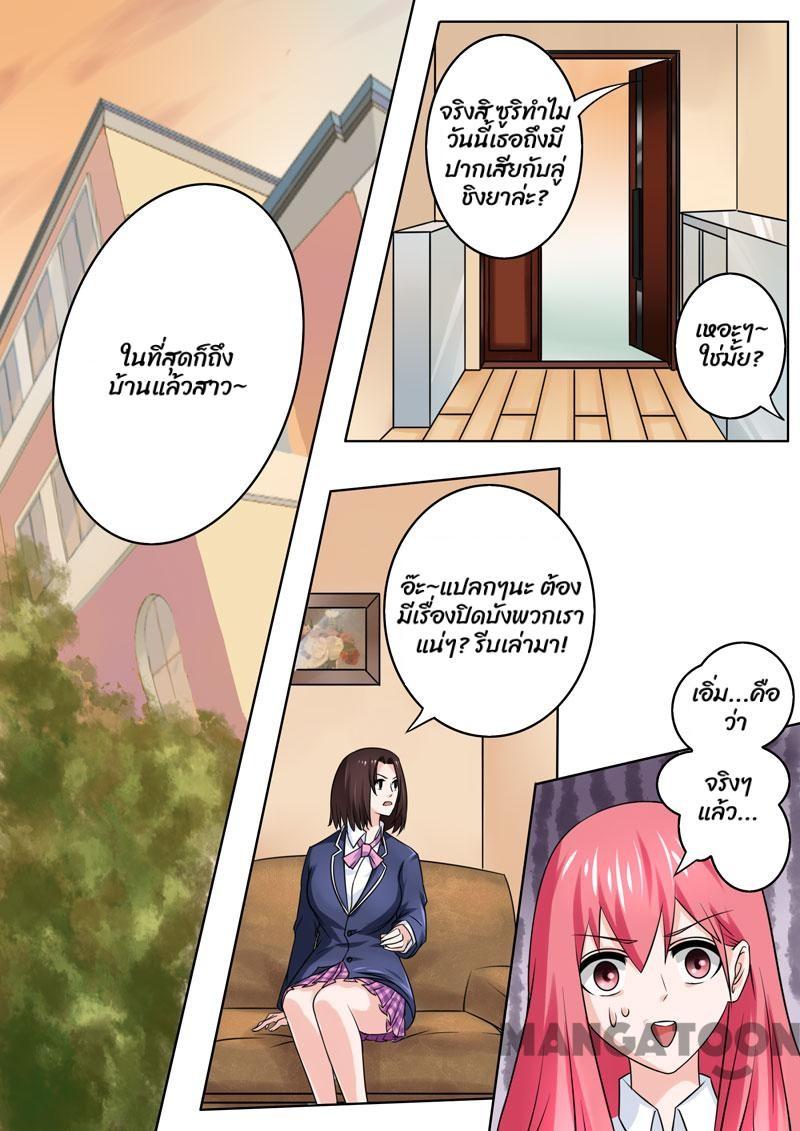 ในที่สุดก็ถึง
บ้านแล้วสาว~
จริงสิ ซูริทำไม
วันนี้เธอถึงมี
ปากเสียกับลู่
ชิงยาล่ะ?
เหอะๆ~
ใช่มั้ย?
อ๊ะ~แปลกๆนะ ต้อง
มีเรื่องปิดบังพวกเรา
แน่ๆ? รีบเล่ามา!
เอิ่ม...คือ
ว่า
จริงๆ
แล้ว...
MANGATOON